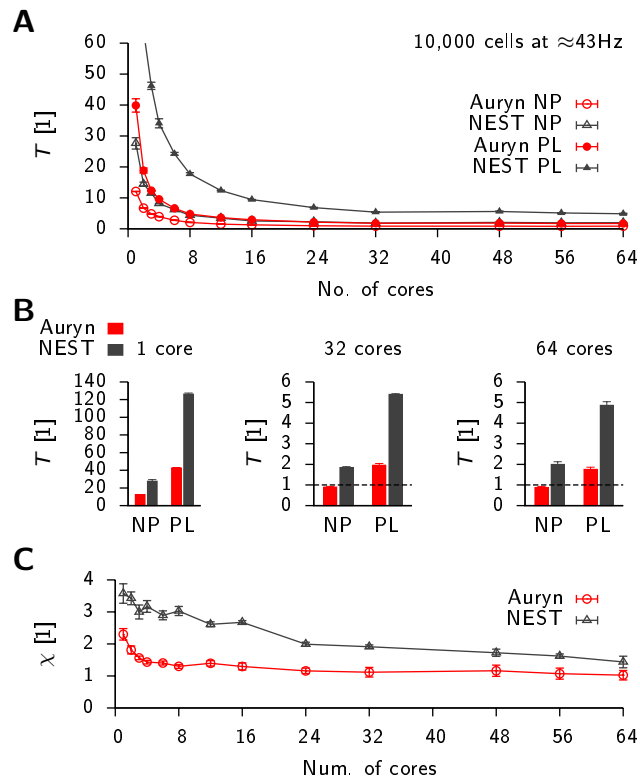 A
10,000 cells at ≈43Hz
60
50
40
30
20
10
0
T [1]
Auryn NP
NEST NP
Auryn PL
NEST PL
0 8 16 24 32 40 48 56 64
No. of cores
B
Auryn
NEST
1 core
32 cores
64 cores
140
120
100
80
60
40
20
0
T [1]
NP PL
6
5
4
3
2
1
0
T [1]
NP PL
6
5
4
3
2
1
0
T [1]
NP PL
C
4
3
2
1
0
χ [1]
Auryn
NEST
0 8 16 24 32 40 48 56 64
Num. of cores